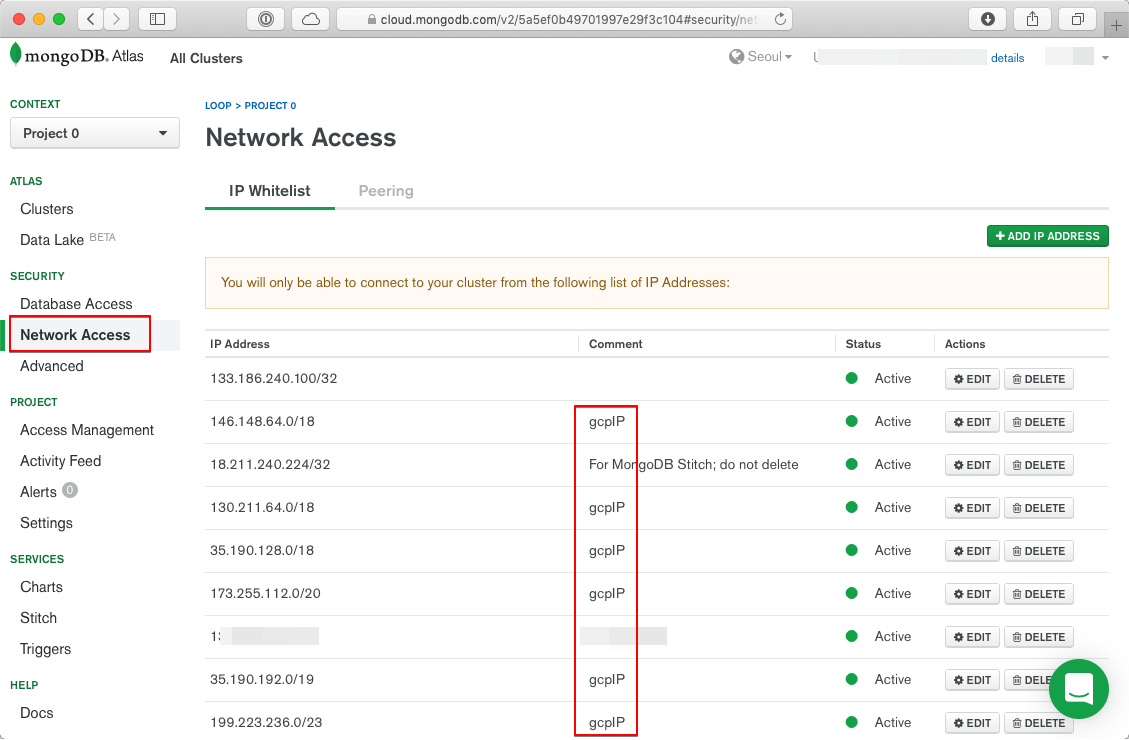 cloud.mongodb.com/v2/5a5ef0b49701997e29f3c104#security/net
mongoDB. Atlas
All Clusters
Seoul
details
CONTEXT
Project 0
ATLAS
Clusters
Data Lake BETA
SECURITY
Database Access
Network Access
Advanced
PROJECT
Access Management
Activity Feed
Alerts 0
Settings
SERVICES
Charts
Stitch
Triggers
HELP
Docs
LOOP > PROJECT 0
Network Access
IP Whitelist Peering
ADD IP ADDRESS
You will only be able to connect to your cluster from the following list of IP Addresses:
IP Address Comment Status Actions
133.186.240.100/32 Active EDIT DELETE
146.148.64.0/18 gcpIP Active EDIT DELETE
18.211.240.224/32 For MongoDB Stitch; do not delete Active EDIT DELETE
130.211.64.0/18 gcpIP Active EDIT DELETE
35.190.128.0/18 gcpIP Active EDIT DELETE
173.255.112.0/20 gcpIP Active EDIT DELETE
Active EDIT DELETE
35.190.192.0/19 gcpIP Active EDIT DELE
199.223.236.0/23 gcpIP Active EDIT DELETE